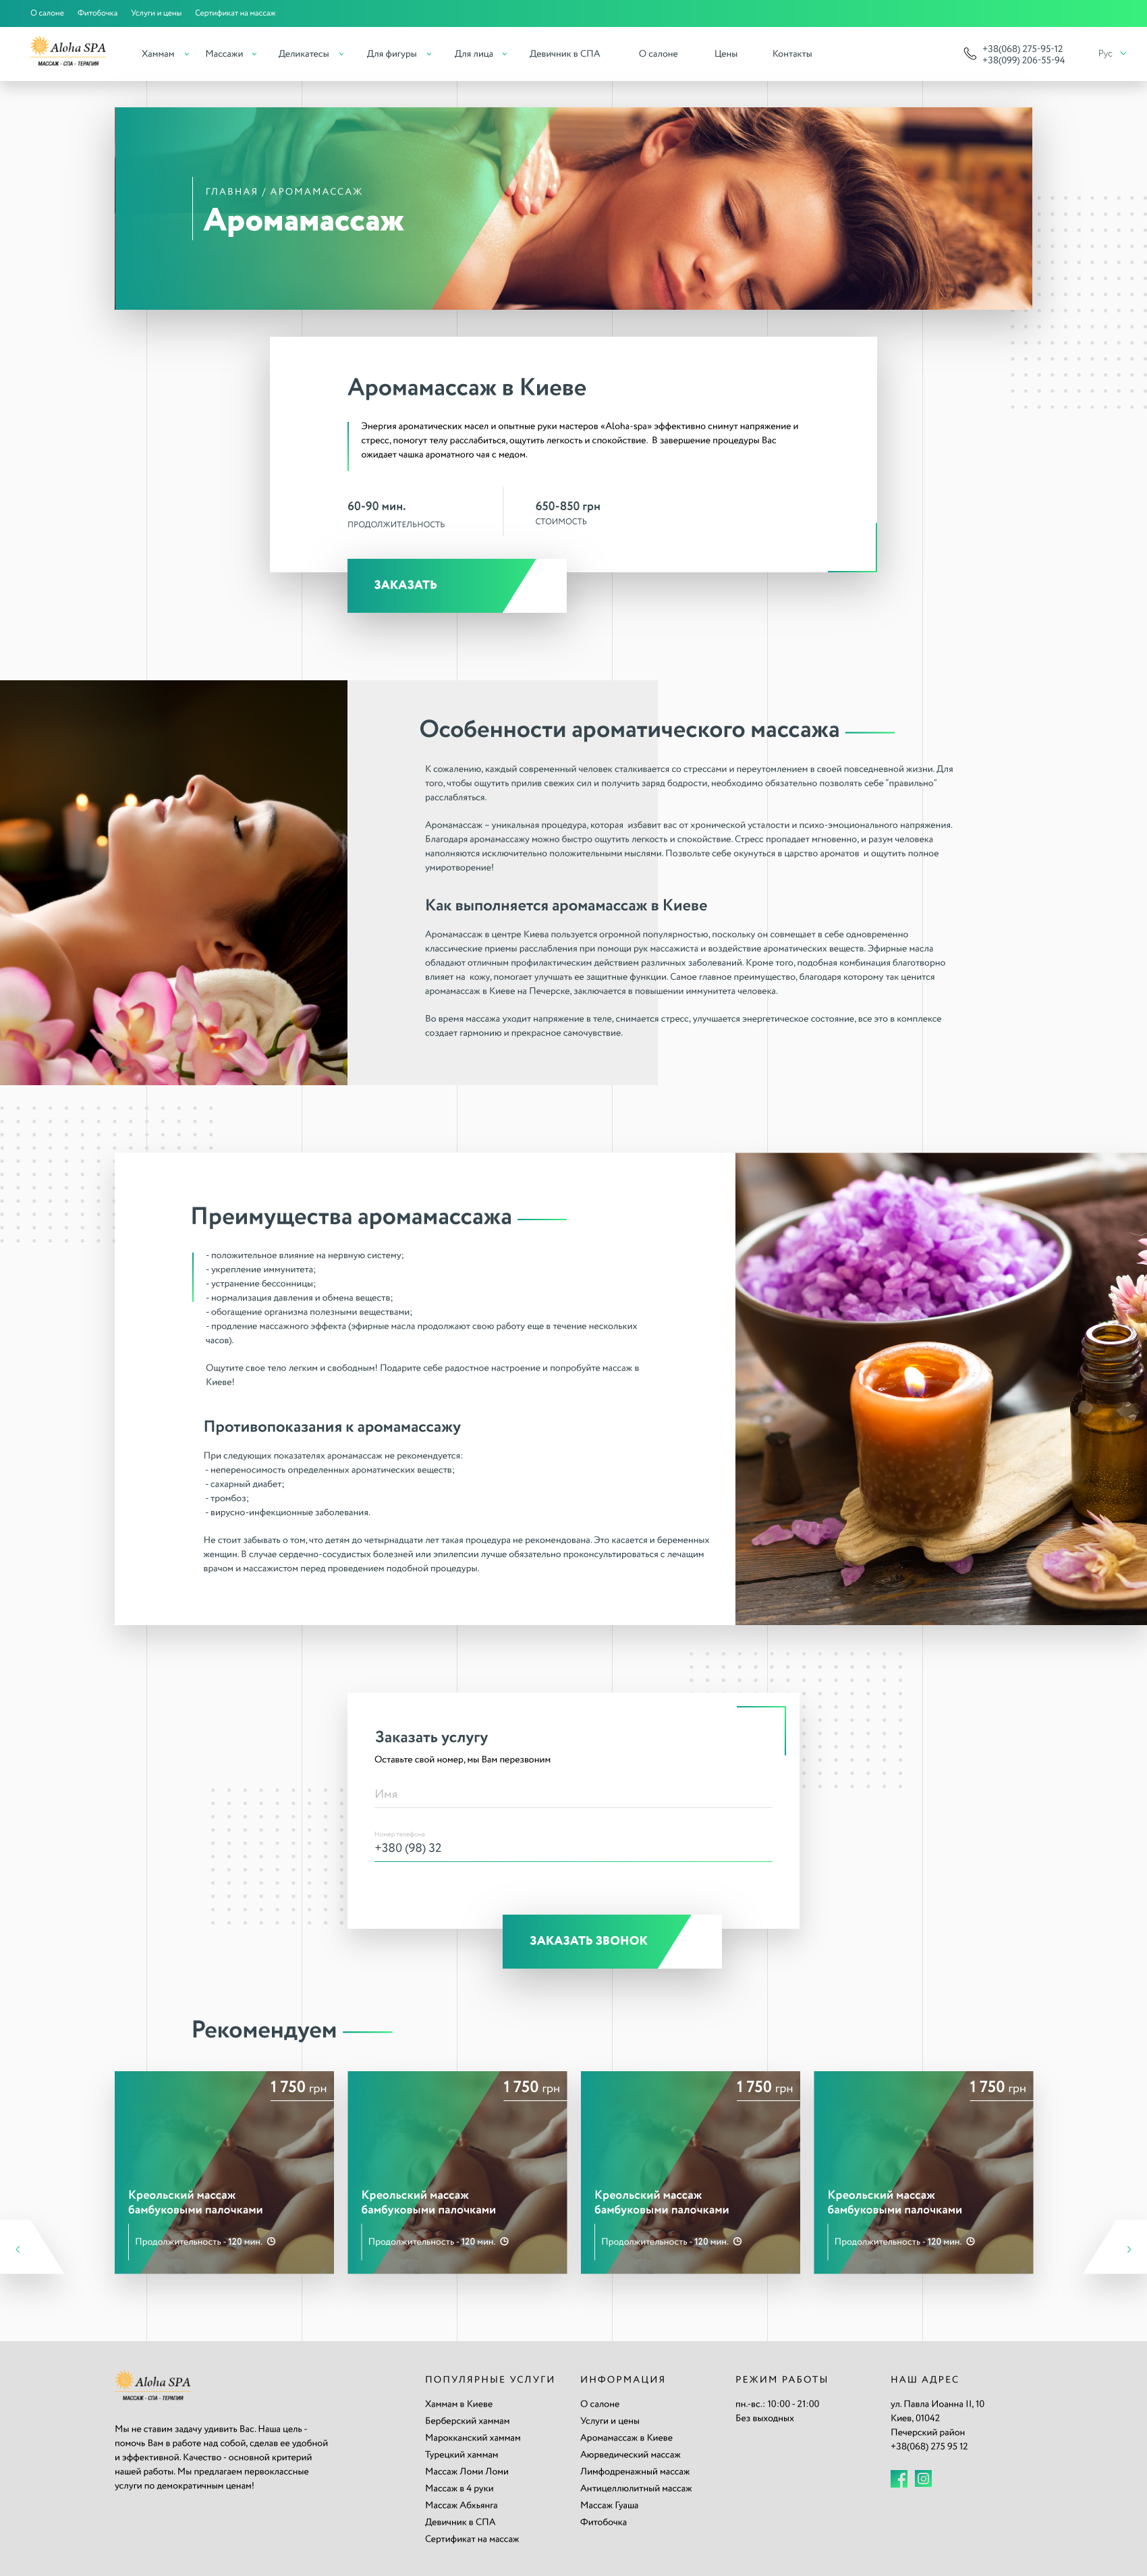 О салоне Фитобочка Услуги и цены Сертификат на массаж
Aloha SPA
МАССАЖ · СПА · ТЕРАПИЯ
Хаммам Массажи Деликатесы Для фигуры Для лица Девичник в СПА О салоне Цены Контакты
+38(068) 275-95-12
+38(099) 206-55-94
Рус
ГЛАВНАЯ / АРОМАМАССАЖ
Аромамассаж
Аромамассаж в Киеве
Энергия ароматических масел и опытные руки мастеров «Aloha-spa» эффективно снимут напряжение и
стресс, помогут телу расслабиться, ощутить легкость и спокойствие. В завершение процедуры Вас
ожидает чашка ароматного чая с медом.
60-90 мин.
ПРОДОЛЖИТЕЛЬНОСТЬ
650-850 грн
СТОИМОСТЬ
ЗАКАЗАТЬ
Особенности ароматического массажа
К сожалению, каждый современный человек сталкивается со стрессами и переутомлением в своей повседневной жизни. Для
того, чтобы ощутить прилив свежих сил и получить заряд бодрости, необходимо обязательно позволять себе “правильно”
расслабляться.
Аромамассаж – уникальная процедура, которая избавит вас от хронической усталости и психо-эмоционального напряжения.
Благодаря аромамассажу можно быстро ощутить легкость и спокойствие. Стресс пропадает мгновенно, и разум человека
наполняются исключительно положительными мыслями. Позвольте себе окунуться в царство ароматов и ощутить полное
умиротворение!
Как выполняется аромамассаж в Киеве
Аромамассаж в центре Киева пользуется огромной популярностью, поскольку он совмещает в себе одновременно
классические приемы расслабления при помощи рук массажиста и воздействие ароматических веществ. Эфирные масла
обладают отличным профилактическим действием различных заболеваний. Кроме того, подобная комбинация благотворно
влияет на кожу, помогает улучшать ее защитные функции. Самое главное преимущество, благодаря которому так ценится
аромамассаж в Киеве на Печерске, заключается в повышении иммунитета человека.
Во время массажа уходит напряжение в теле, снимается стресс, улучшается энергетическое состояние, все это в комплексе
создает гармонию и прекрасное самочувствие.
Преимущества аромамассажа
- положительное влияние на нервную систему;
- укрепление иммунитета;
- устранение бессонницы;
- нормализация давления и обмена веществ;
- обогащение организма полезными веществами;
- продление массажного эффекта (эфирные масла продолжают свою работу еще в течение нескольких
часов).
Ощутите свое тело легким и свободным! Подарите себе радостное настроение и попробуйте массаж в
Киеве!
Противопоказания к аромамассажу
При следующих показателях аромамассаж не рекомендуется:
- непереносимость определенных ароматических веществ;
- сахарный диабет;
- тромбоз;
- вирусно-инфекционные заболевания.
Не стоит забывать о том, что детям до четырнадцати лет такая процедура не рекомендована. Это касается и беременных
женщин. В случае сердечно-сосудистых болезней или эпилепсии лучше обязательно проконсультироваться с лечащим
врачом и массажистом перед проведением подобной процедуры.
Заказать услугу
Оставьте свой номер, мы Вам перезвоним
Имя
Номер телефона
+380 (98) 32
ЗАКАЗАТЬ ЗВОНОК
Рекомендуем
1 750 грн
Креольский массаж
бамбуковыми палочками
Продолжительность - 120 мин.
1 750 грн
Креольский массаж
бамбуковыми палочками
Продолжительность - 120 мин.
1 750 грн
Креольский массаж
бамбуковыми палочками
Продолжительность - 120 мин.
1 750 грн
Креольский массаж
бамбуковыми палочками
Продолжительность - 120 мин.
Aloha SPA
МАССАЖ · СПА · ТЕРАПИЯ
Мы не ставим задачу удивить Вас. Наша цель -
помочь Вам в работе над собой, сделав ее удобной
и эффективной. Качество - основной критерий
нашей работы. Мы предлагаем первоклассные
услуги по демократичным ценам!
ПОПУЛЯРНЫЕ УСЛУГИ
Хаммам в Киеве
Берберский хаммам
Марокканский хаммам
Турецкий хаммам
Массаж Ломи Ломи
Массаж в 4 руки
Массаж Абхьянга
Девичник в СПА
Сертификат на массаж
ИНФОРМАЦИЯ
О салоне
Услуги и цены
Аромамассаж в Киеве
Аюрведический массаж
Лимфодренажный массаж
Антицеллюлитный массаж
Массаж Гуаша
Фитобочка
РЕЖИМ РАБОТЫ
пн.-вс.: 10:00 - 21:00
Без выходных
НАШ АДРЕС
ул. Павла Иоанна II, 10
Киев, 01042
Печерский район
+38(068) 275 95 12